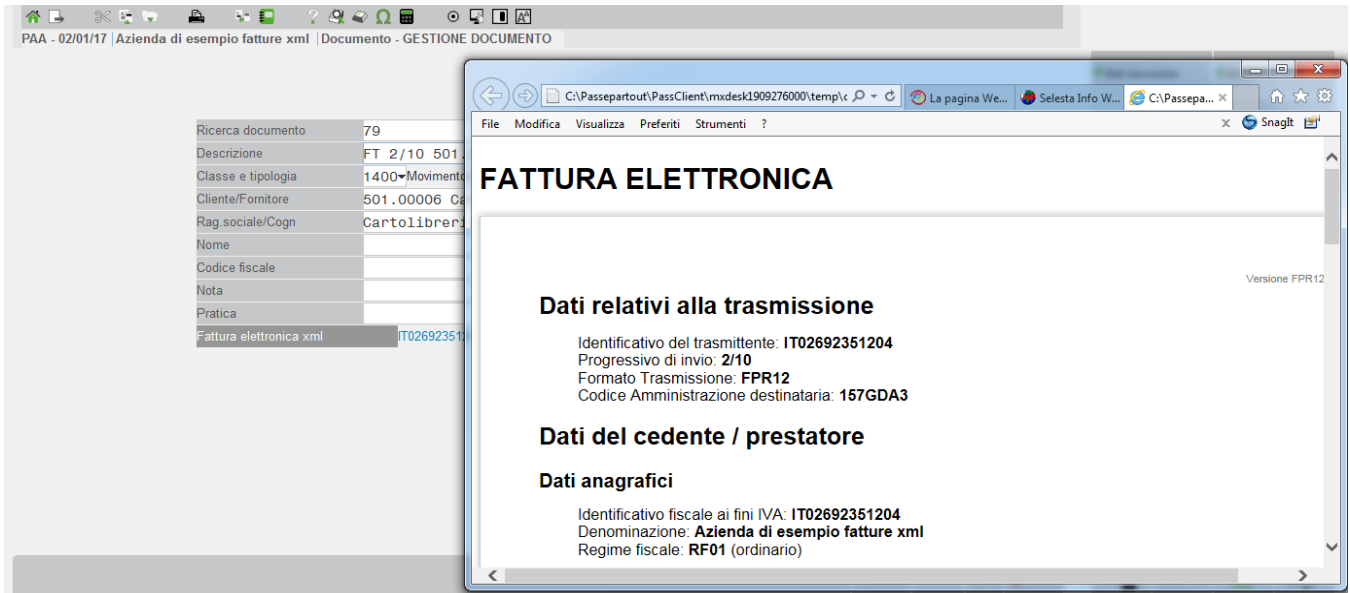 PAA - 02/01/17 | Azienda di esempio fatture xml | Documento - GESTIONE DOCUMENTO
Ricerca documento 79
Descrizione FT 2/10 501.
Classe e tipologia 1400 Movimento
Cliente/Fornitore 501.00006 Ca
Rag.sociale/Cogn Cartolibreri
Nome
Codice fiscale
Nota
Pratica
Fattura elettronica xml IT02692351
C:\Passepartout\PassClient\mxdesk1909276000\temp\c
La pagina We...
Selesta Info W...
C:\Passepa...
File Modifica Visualizza Preferiti Strumenti ?
x SnagIt
FATTURA ELETTRONICA
Versione FPR12
Dati relativi alla trasmissione
Identificativo del trasmittente: IT02692351204
Progressivo di invio: 2/10
Formato Trasmissione: FPR12
Codice Amministrazione destinataria: 157GDA3
Dati del cedente / prestatore
Dati anagrafici
Identificativo fiscale ai fini IVA: IT02692351204
Denominazione: Azienda di esempio fatture xml
Regime fiscale: RF01 (ordinario)